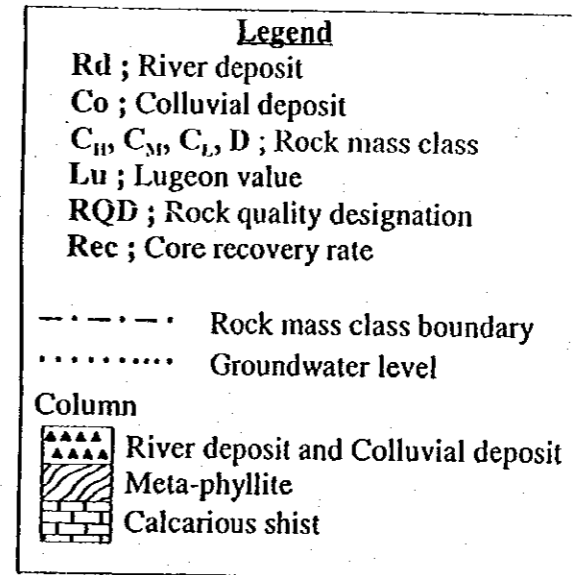 Legend
Rd ; River deposit
Co ; Colluvial deposit
C_H, C_M, C_L, D ; Rock mass class
Lu ; Lugeon value
RQD ; Rock quality designation
Rec ; Core recovery rate
Rock mass class boundary
Groundwater level
Column
River deposit and Colluvial deposit
Meta-phyllite
Calcarious shist